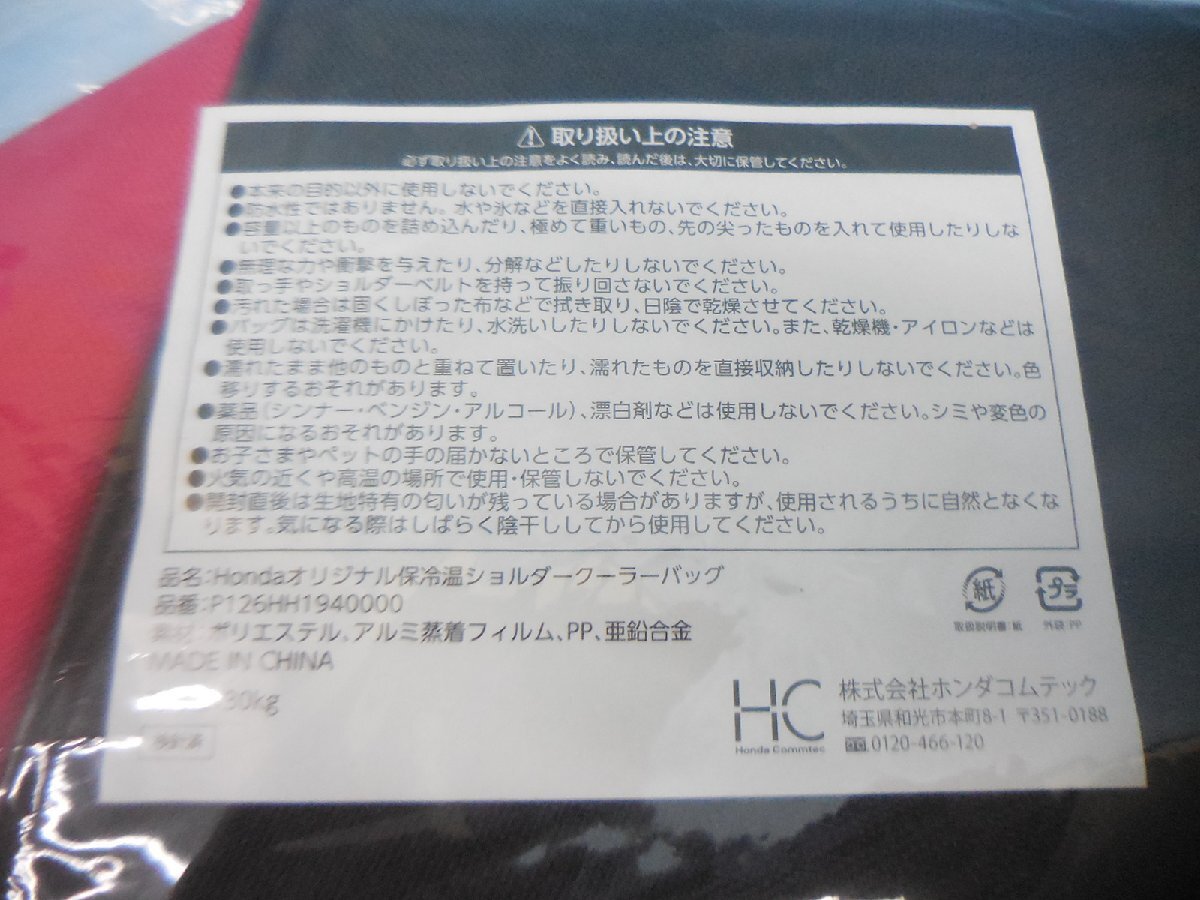 ⚠ 取り扱い上の注意
必ず取り扱い上の注意をよく読み、読んだ後は、大切に保管してください。
●本来の目的以外に使用しないでください。
●防水性ではありません。水や氷などを直接入れないでください。
●容量以上のものを詰め込んだり、極めて重いもの、先の尖ったものを入れて使用したりしな
いでください。
●無理な力や衝撃を与えたり、分解などしたりしないでください。
●取っ手やショルダーベルトを持って振り回さないでください。
●汚れた場合は固くしぼった布などで拭き取り、日陰で乾燥させてください。
●バッグは洗濯機にかけたり、水洗いしたりしないでください。また、乾燥機・アイロンなどは
使用しないでください。
●濡れたまま他のものと重ねて置いたり、濡れたものを直接収納したりしないでください。色
移りするおそれがあります。
●薬品(シンナー・ベンジン・アルコール)、漂白剤などは使用しないでください。シミや変色の
原因になるおそれがあります。
●お子さまやペットの手の届かないところで保管してください。
●火気の近くや高温の場所で使用・保管しないでください。
●開封直後は生地特有の匂いが残っている場合がありますが、使用されるうちに自然となくな
ります。気になる際はしばらく陰干ししてから使用してください。
品名:Hondaオリジナル保冷温ショルダークーラーバッグ
品番:P126HH1940000
素材:ポリエステル、アルミ蒸着フィルム、PP、亜鉛合金
MADE IN CHINA
30kg
紙
取扱説明書:紙
プラ
外袋:PP
HC
Honda Commtec
株式会社ホンダコムテック
埼玉県和光市本町8-1 〒351-0188
0120-466-120